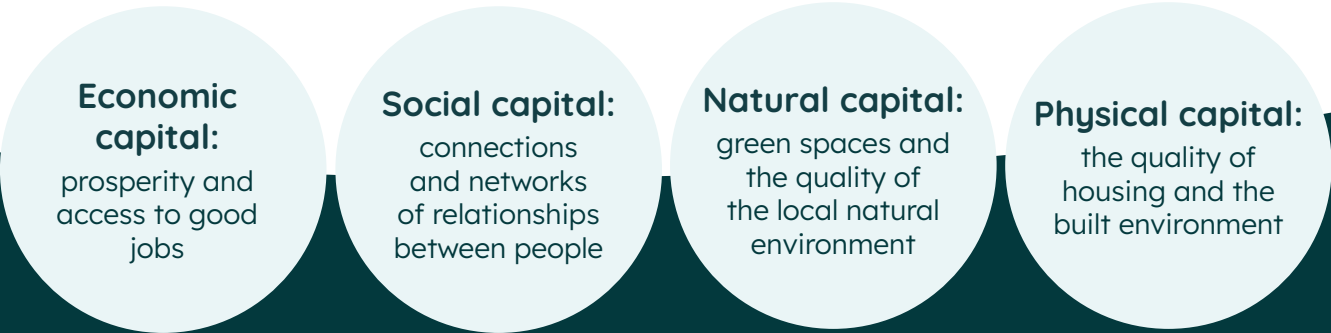 Economic
capital:
prosperity and
access to good
jobs
Social capital:
connections
and networks
of relationships
between people
Natural capital:
green spaces and
the quality of
the local natural
environment
Physical capital:
the quality of
housing and the
built environment